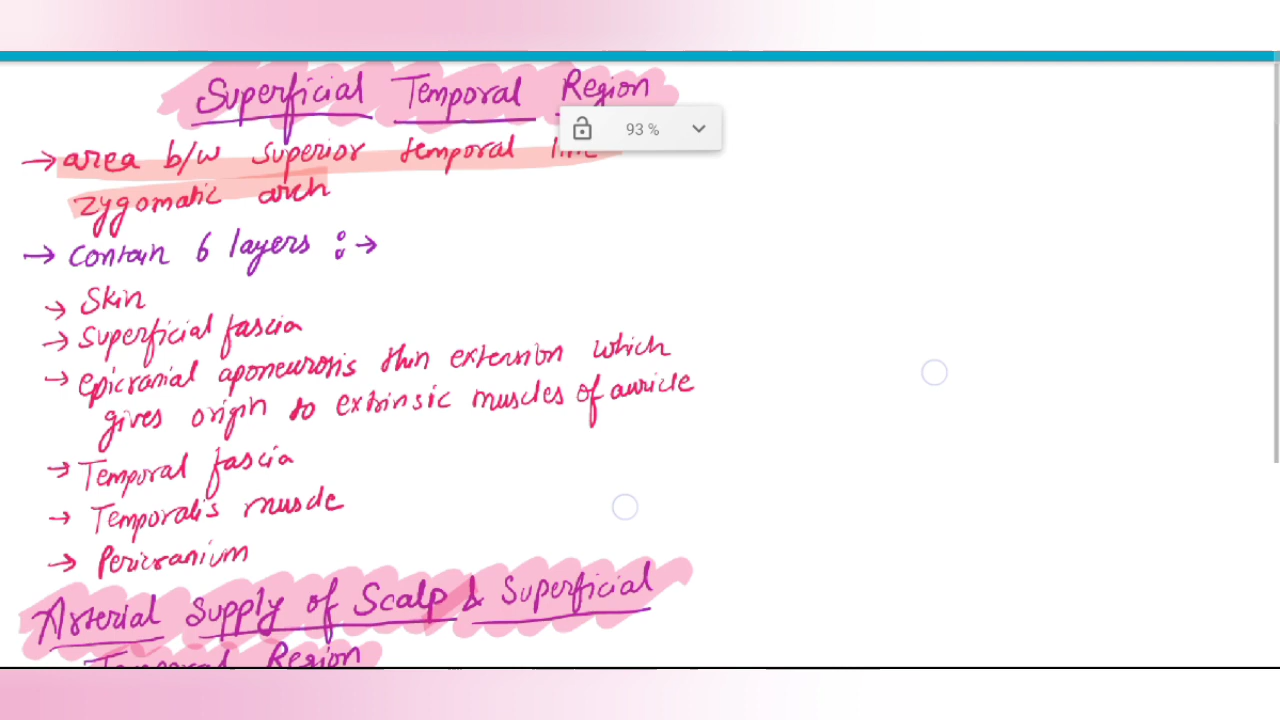 Superficial Temporal Region
93 %
→ area b/w superior temporal line
zygomatic arch
→ contain 6 layers :→
→ Skin
→ Superficial fascia
→ epicranial aponeurosis thin extension which
gives origin to extrinsic muscles of auricle
→ Temporal fascia
→ Temporalis muscle
→ Pericranium
Arterial Supply of Scalp & Superficial
Temporal Region